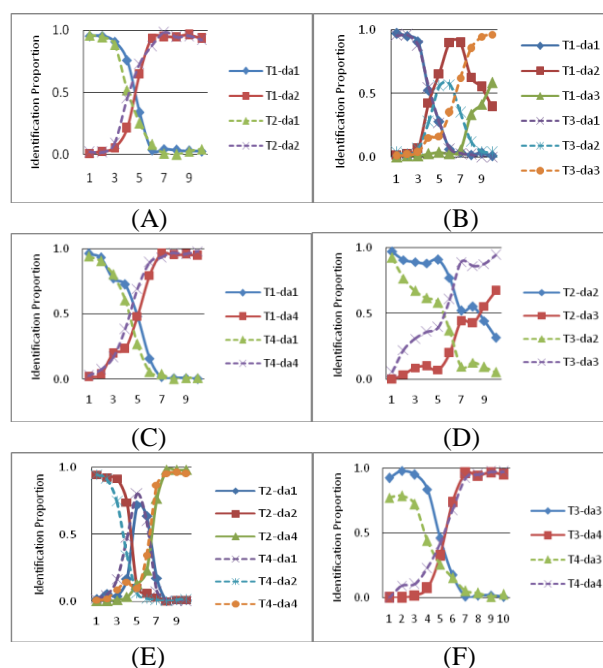 Identification Proportion
1.0
0.5
0.0
1 3 5 7 9
T1-da1
T1-da2
T2-da1
T2-da2
(A)
Identification Proportion
1.0
0.5
0.0
1 3 5 7 9
T1-da1
T1-da2
T1-da3
T3-da1
T3-da2
T3-da3
(B)
Identification Proportion
1.0
0.5
0.0
1 3 5 7 9
T1-da1
T1-da4
T4-da1
T4-da4
(C)
Identification Proportion
1.0
0.5
0.0
1 3 5 7 9
T2-da2
T2-da3
T3-da2
T3-da3
(D)
Identification Proportion
1.0
0.5
0.0
1 3 5 7 9
T2-da1
T2-da2
T2-da4
T4-da1
T4-da2
T4-da4
(E)
Identification Proportion
1.0
0.5
0.0
1 2 3 4 5 6 7 8 9 10
T3-da3
T3-da4
T4-da3
T4-da4
(F)